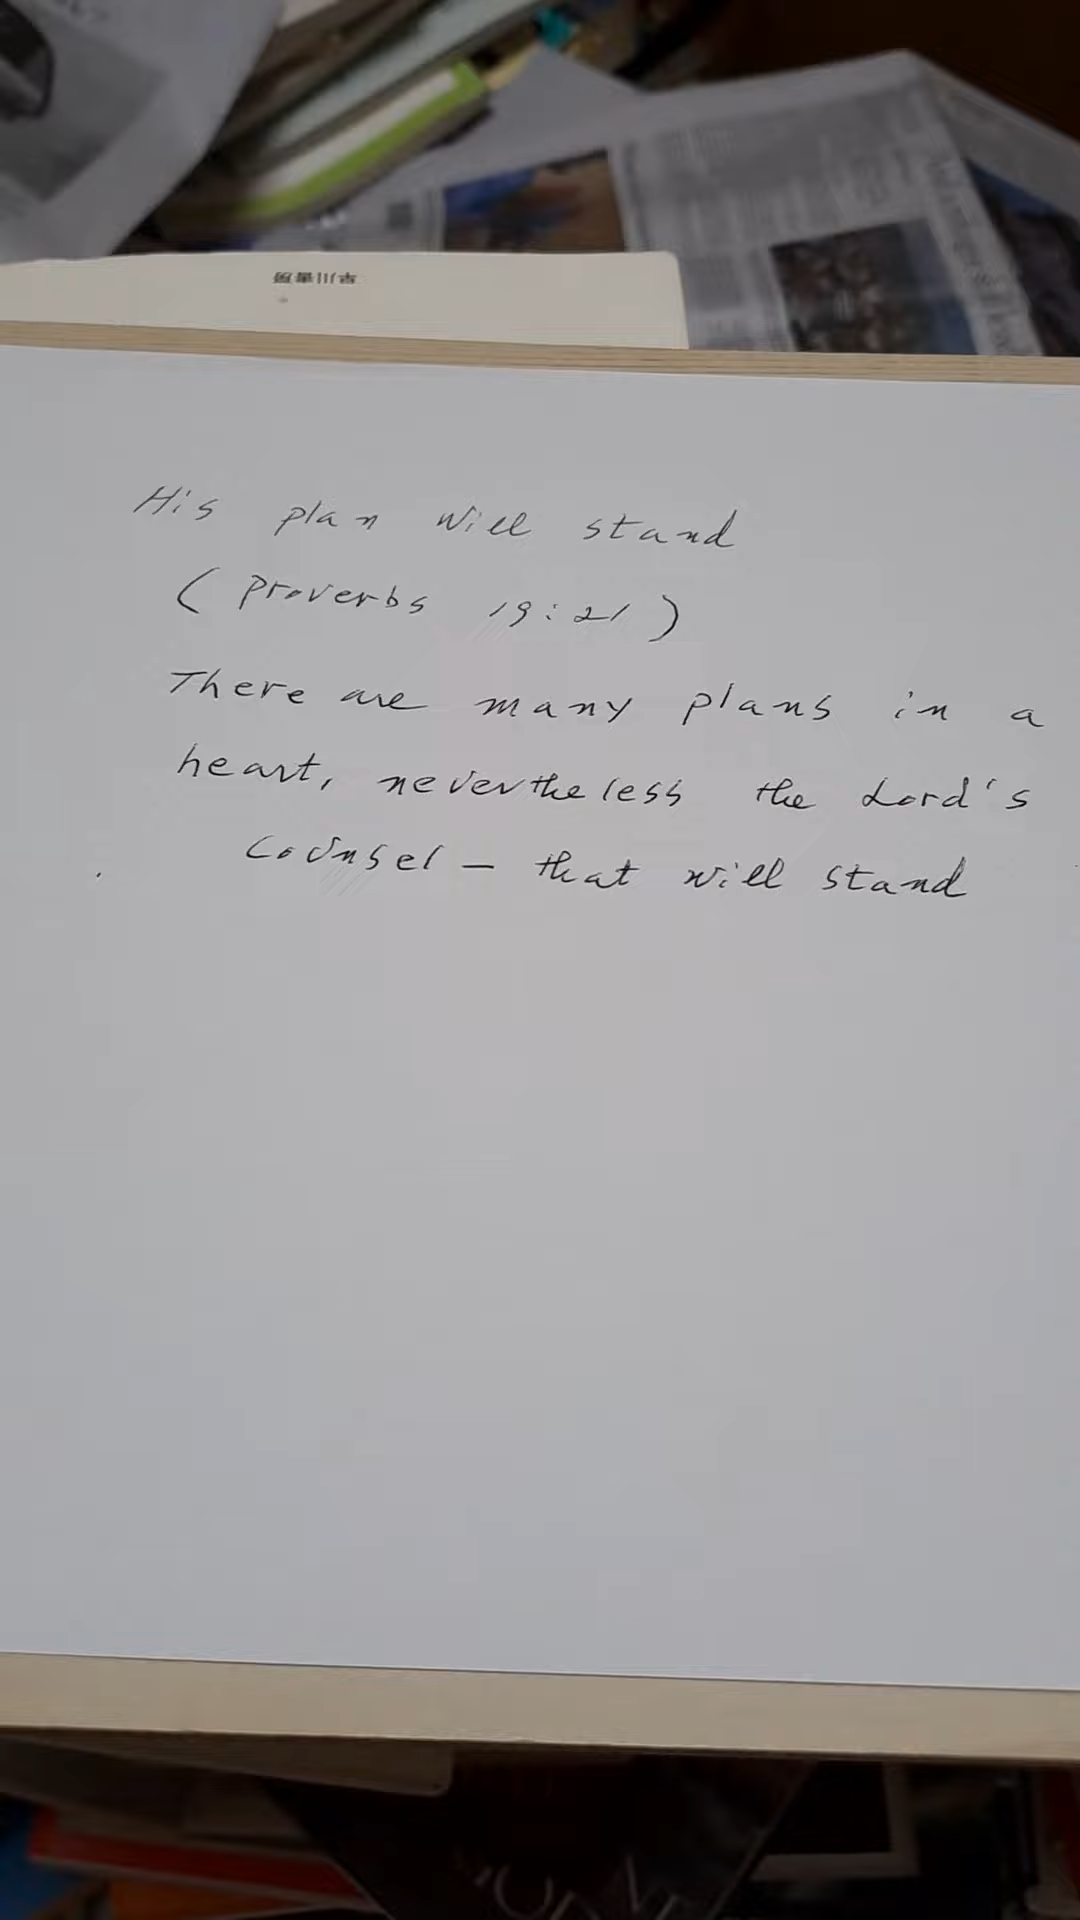 His plan will stand
(Proverbs 19:21)
There are many plans in a
heart, nevertheless the Lord's
counsel — that will stand